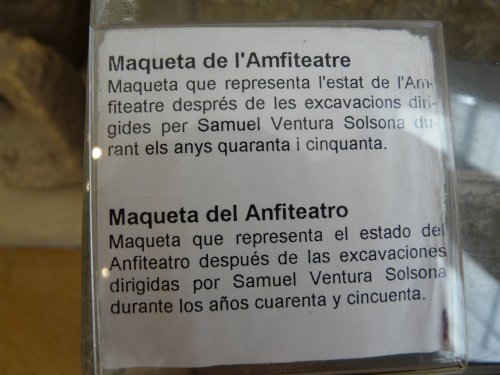 Maqueta de l'Amfiteatre
Maqueta que representa l'estat de l'Am-
fiteatre després de les excavacions diri-
gides per Samuel Ventura Solsona du-
rant els anys quaranta i cinquanta.
Maqueta del Anfiteatro
Maqueta que representa el estado del
Anfiteatro después de las excavaciones
dirigidas por Samuel Ventura Solsona
durante los años cuarenta y cincuenta.